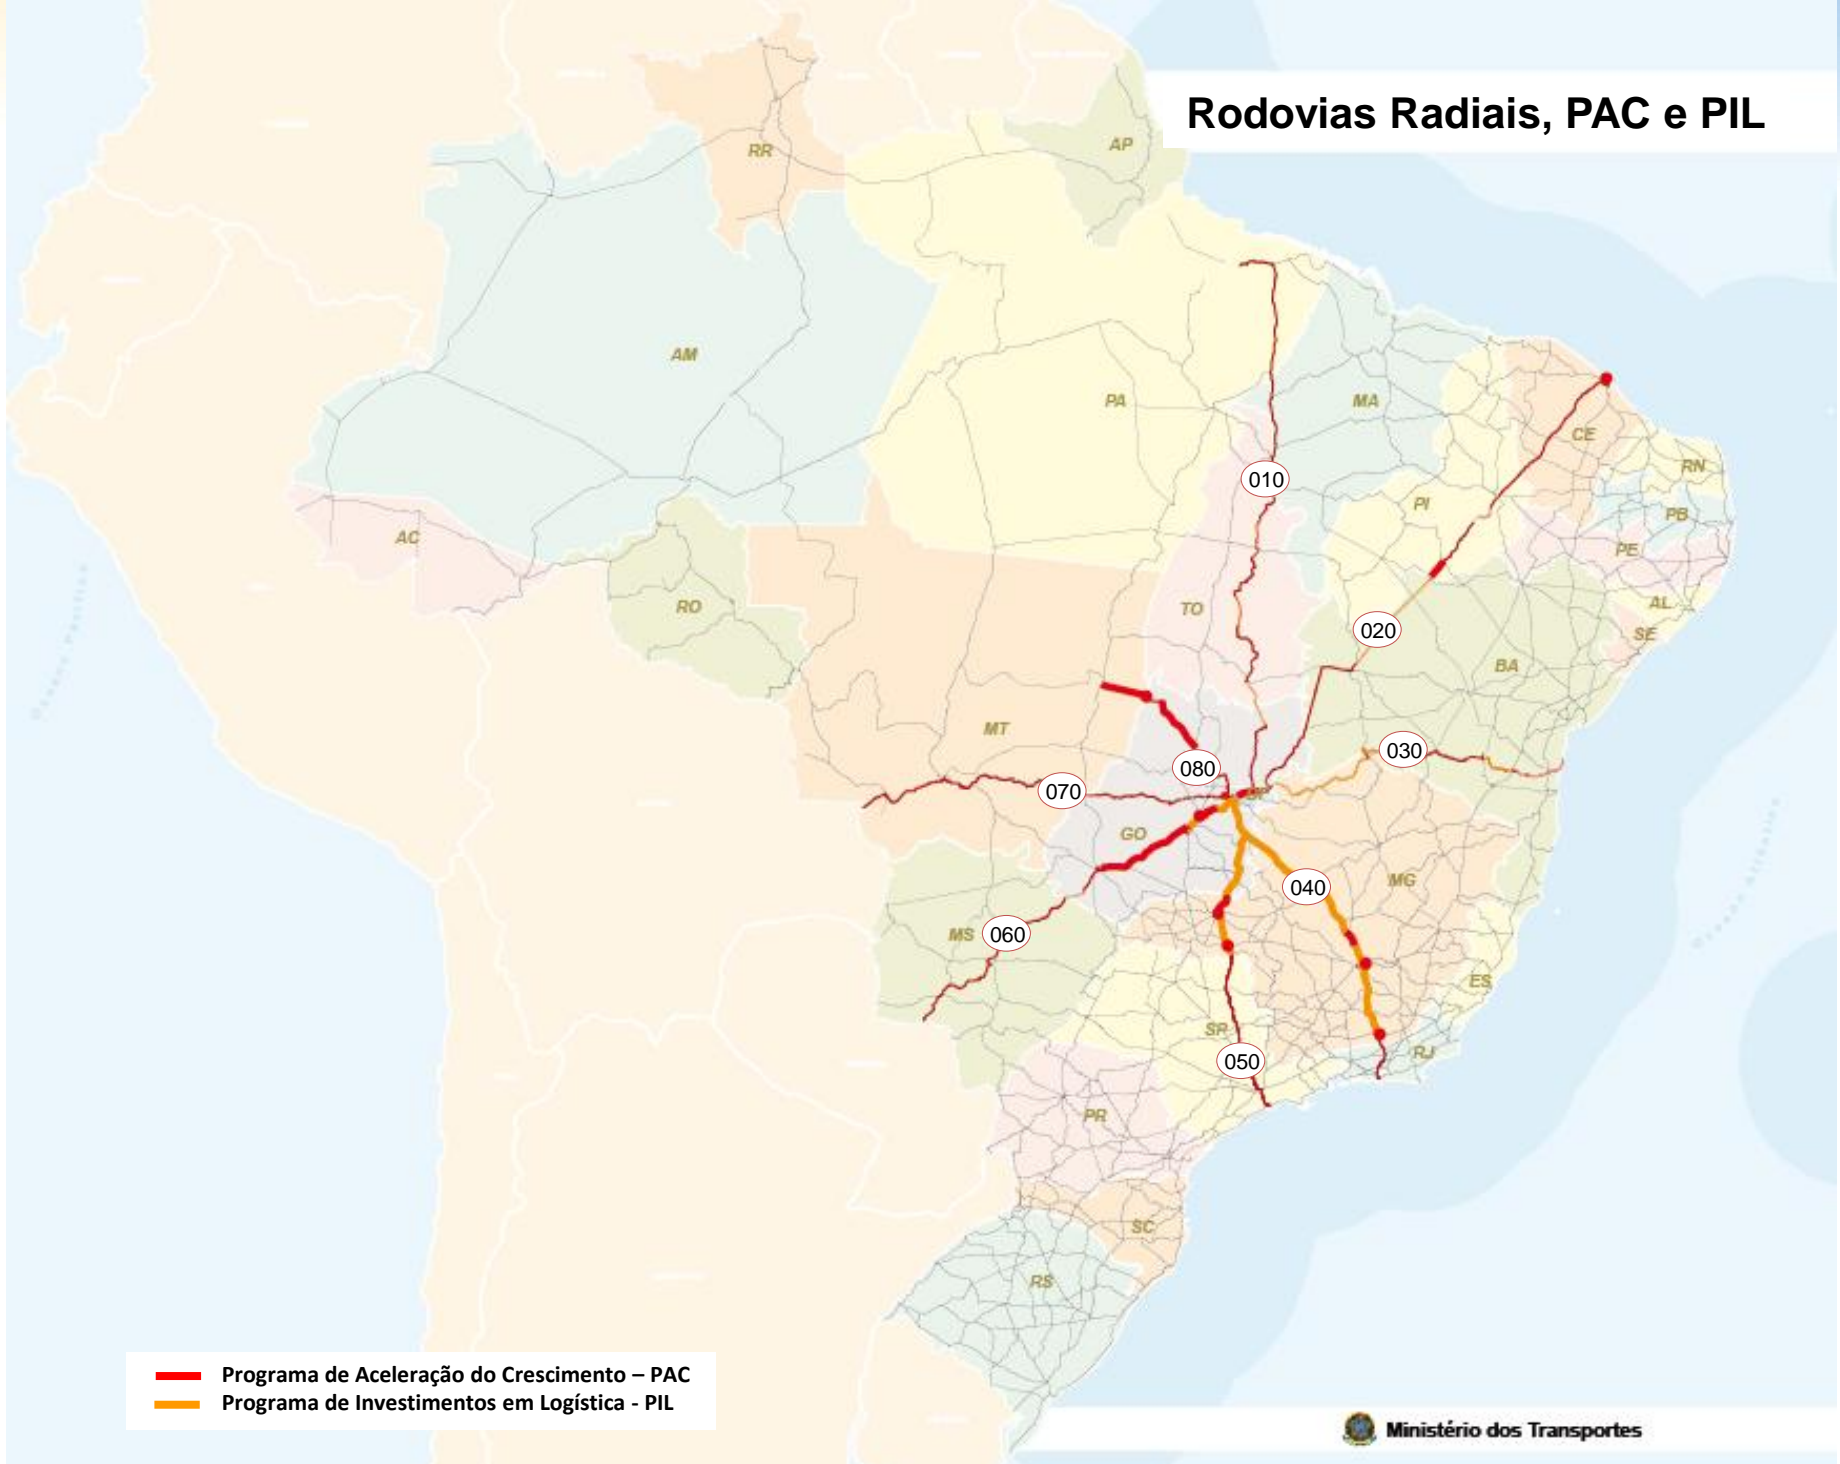 Rodovias Radiais, PAC e PIL
RR
AP
AM
PA
MA
CE
RN
010
PI
PB
AC
PE
RO
TO
AL
020
SE
BA
MT
030
080
070
GO
MG
040
MS
060
ES
SP
RJ
050
PR
SC
RS
Programa de Aceleração do Crescimento – PAC
Programa de Investimentos em Logística - PIL
Ministério dos Transportes